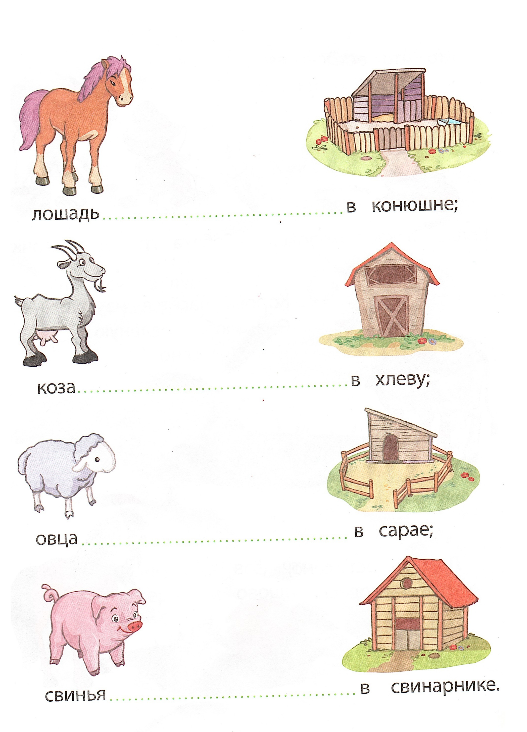 лошадь................................................в конюшне;
коза......................................................в хлеву;
овца......................................................в сарае;
свинья..................................................в свинарнике.